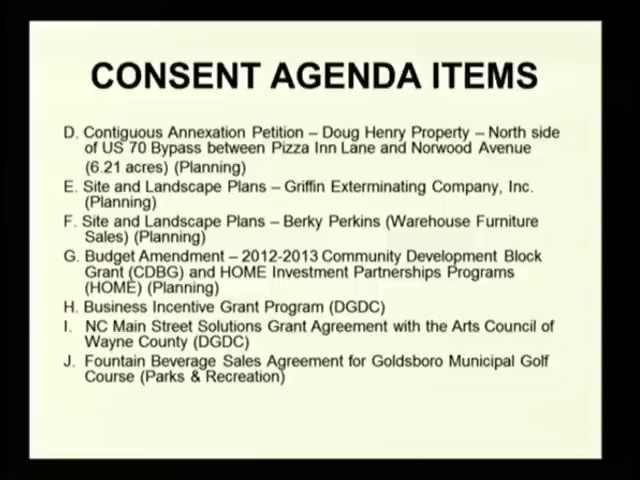 CONSENT AGENDA ITEMS
D. Contiguous Annexation Petition – Doug Henry Property – North side
of US 70 Bypass between Pizza Inn Lane and Norwood Avenue
(6.21 acres) (Planning)
E. Site and Landscape Plans – Griffin Exterminating Company, Inc.
(Planning)
F. Site and Landscape Plans – Berky Perkins (Warehouse Furniture
Sales) (Planning)
G. Budget Amendment – 2012-2013 Community Development Block
Grant (CDBG) and HOME Investment Partnerships Programs
(HOME) (Planning)
H. Business Incentive Grant Program (DGDC)
I. NC Main Street Solutions Grant Agreement with the Arts Council of
Wayne County (DGDC)
J. Fountain Beverage Sales Agreement for Goldsboro Municipal Golf
Course (Parks & Recreation)